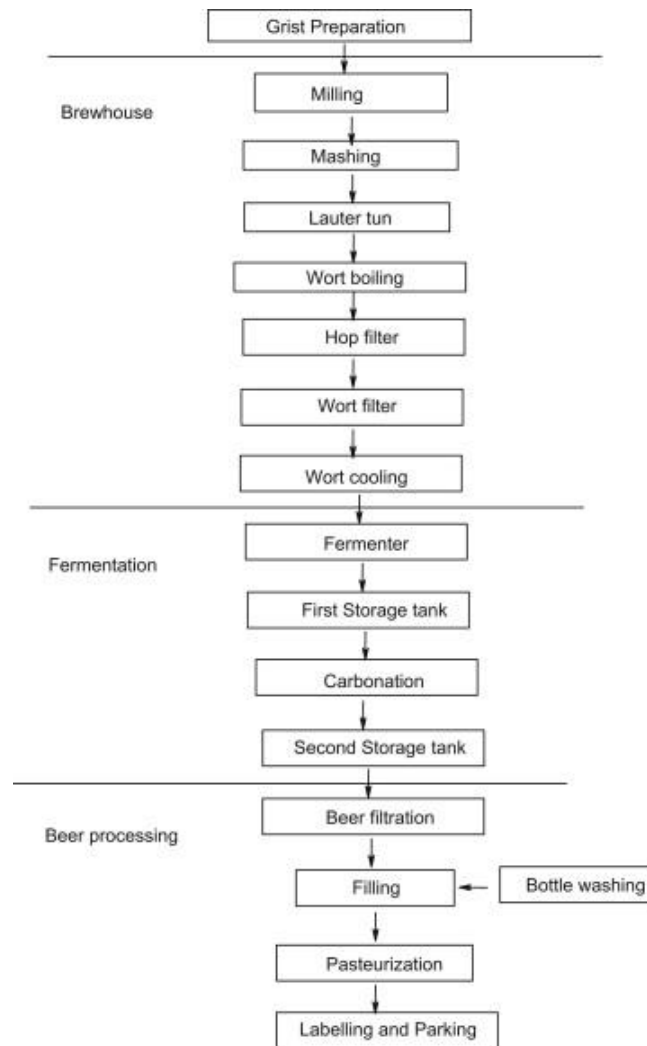 Grist Preparation
Milling
Brewhouse
Mashing
Lauter tun
Wort boiling
Hop filter
Wort filter
Wort cooling
Fermenter
Fermentation
First Storage tank
Carbonation
Second Storage tank
Beer filtration
Beer processing
Filling
Bottle washing
Pasteurization
Labelling and Parking